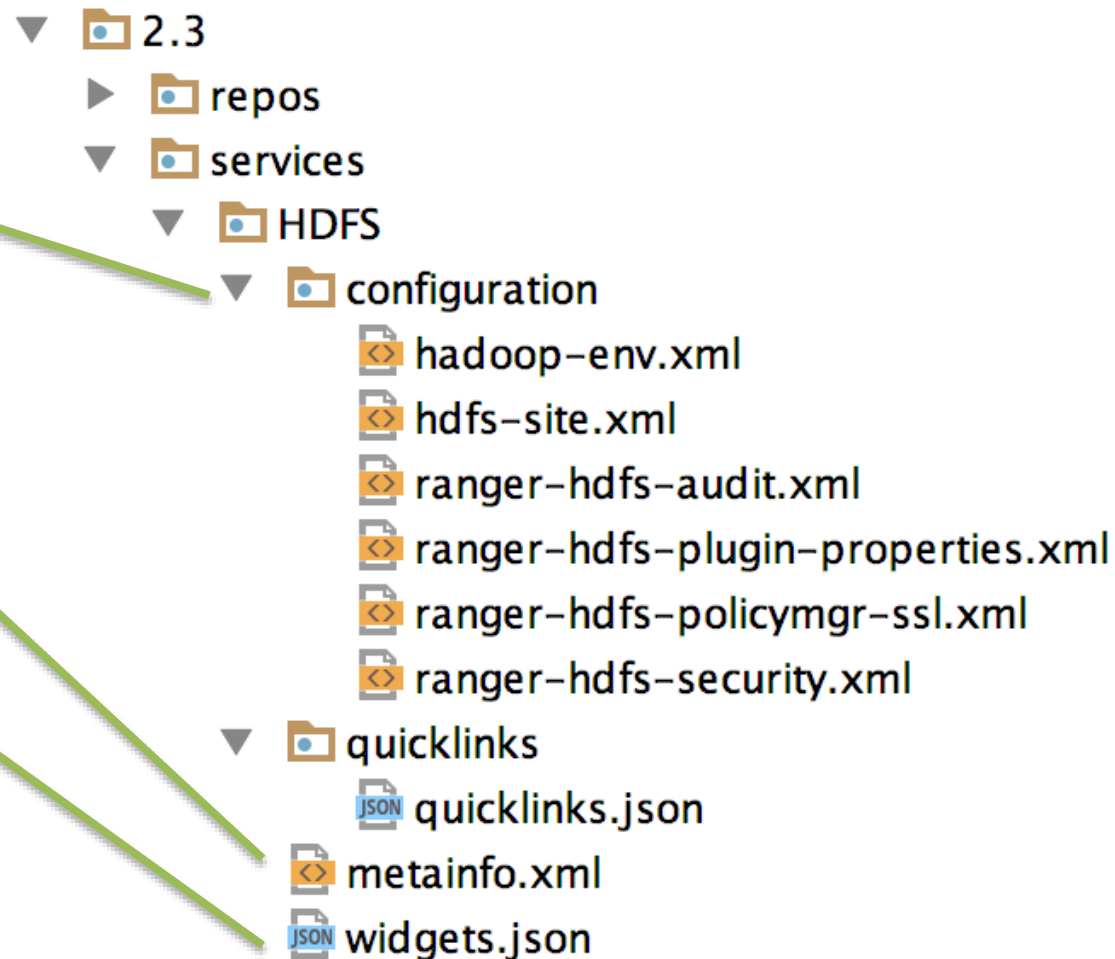 2.3
repos
services
HDFS
configuration
hadoop-env.xml
hdfs-site.xml
ranger-hdfs-audit.xml
ranger-hdfs-plugin-properties.xml
ranger-hdfs-policymgr-ssl.xml
ranger-hdfs-security.xml
quicklinks
JSON quicklinks.json
metainfo.xml
JSON widgets.json